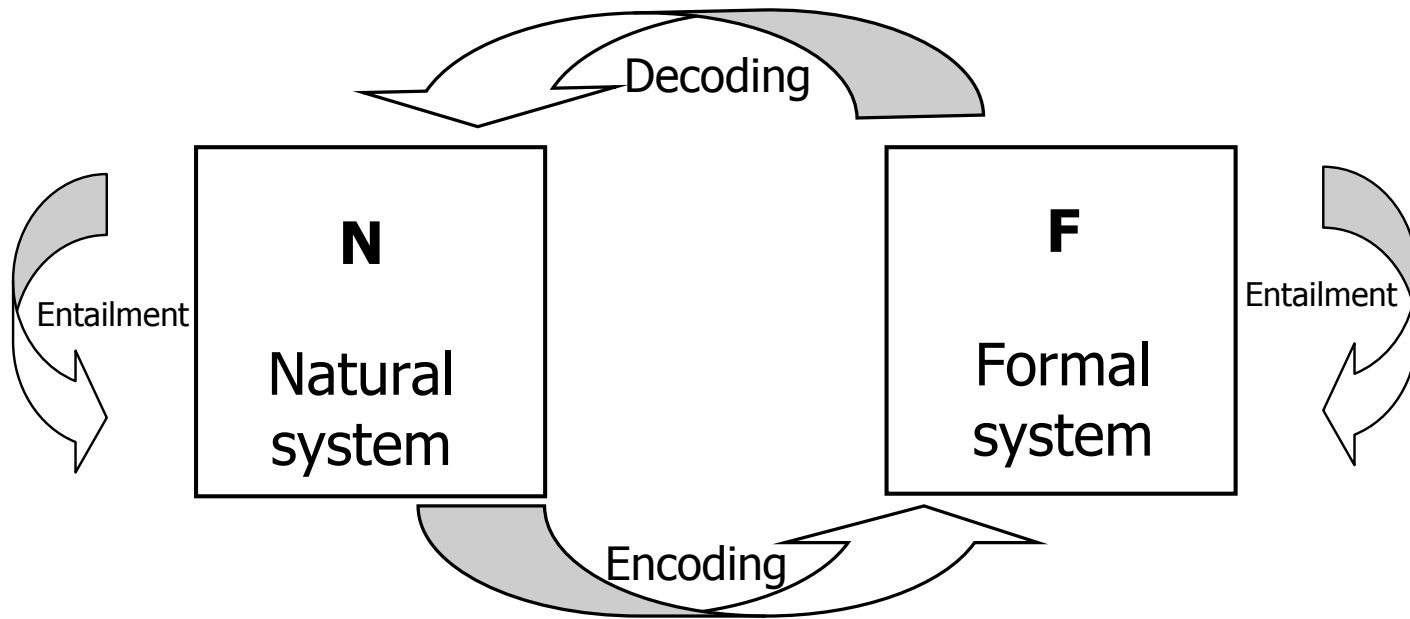 Decoding
N
F
Entailment
Entailment
Natural
system
Formal
system
Encoding